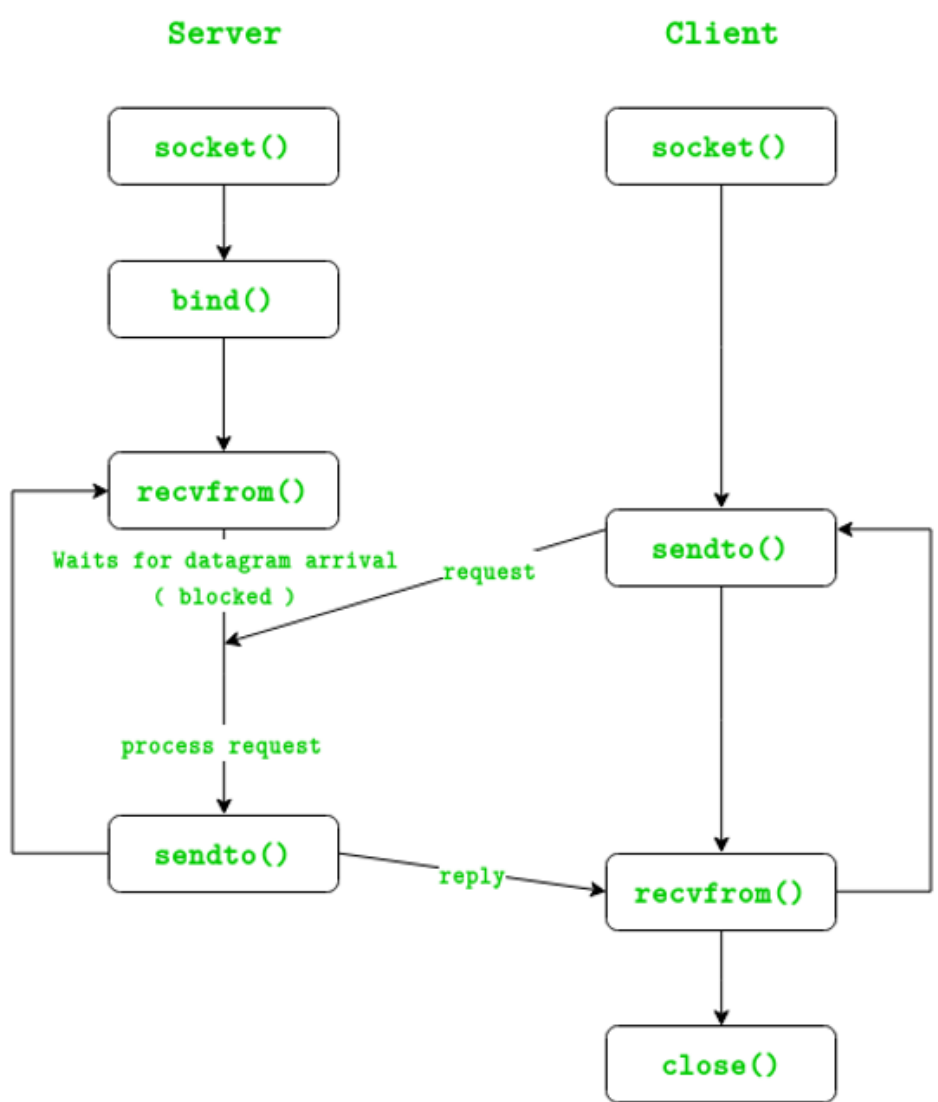 Server
Client
socket()
socket()
bind()
recvfrom()
Waits for datagram arrival
( blocked )
request
sendto()
process request
sendto()
reply
recvfrom()
close()